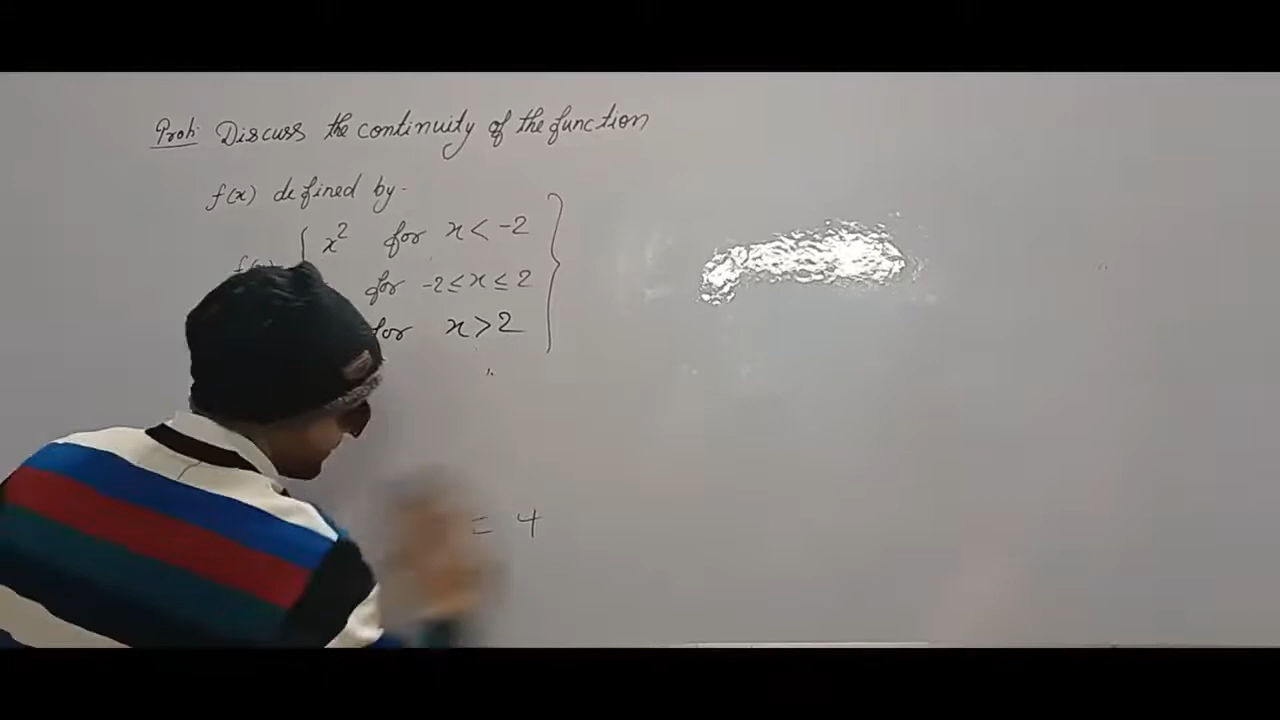 Prob: Discuss the continuity of the function
f(x) defined by-
x² for x < -2
for -2 ≤ x ≤ 2
for x > 2
= 4